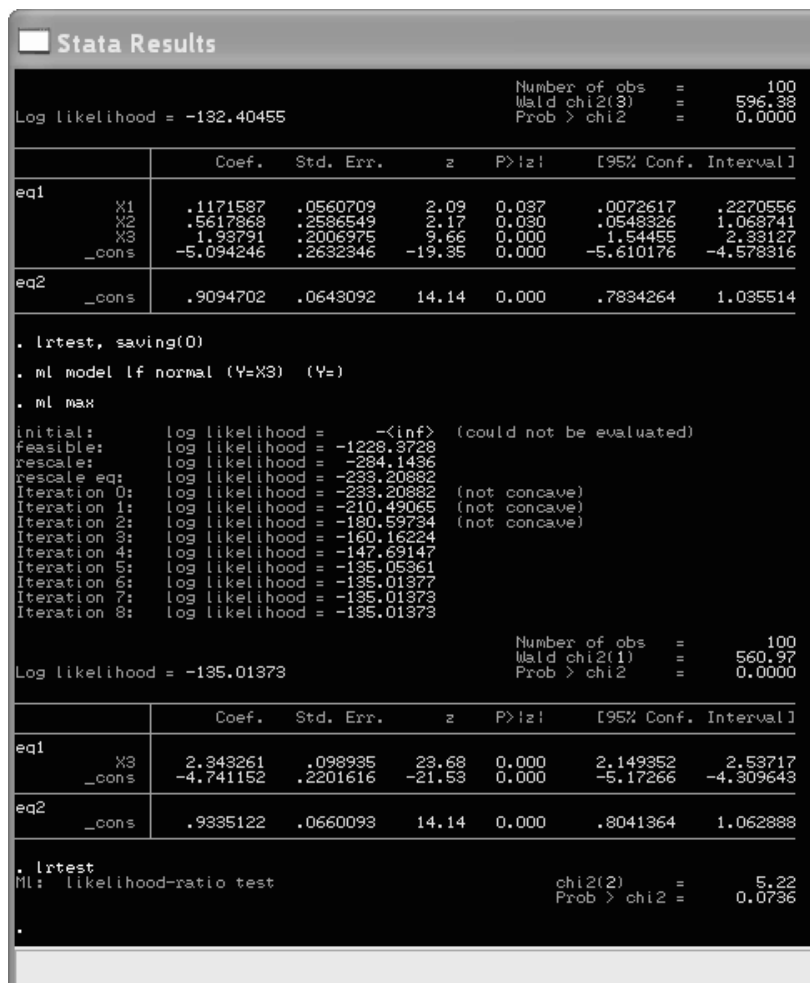 Stata Results
Number of obs = 100
Wald chi2(3) = 596.38
Log likelihood = -132.40455 Prob > chi2 = 0.0000
Coef. Std. Err. z P>|z| [95% Conf. Interval]
eq1
X1 .1171587 .0560709 2.09 0.037 .0072617 .2270556
X2 .5617868 .2586549 2.17 0.030 .0548326 1.068741
X3 1.93791 .2006975 9.66 0.000 1.54455 2.33127
_cons -5.094246 .2632346 -19.35 0.000 -5.610176 -4.578316
eq2
_cons .9094702 .0643092 14.14 0.000 .7834264 1.035514
. lrtest, saving(0)
. ml model lf normal (Y=X3) (Y=)
. ml max
initial: log likelihood = -<inf> (could not be evaluated)
feasible: log likelihood = -1228.3728
rescale: log likelihood = -284.1436
rescale eq: log likelihood = -233.20882
Iteration 0: log likelihood = -233.20882 (not concave)
Iteration 1: log likelihood = -210.49065 (not concave)
Iteration 2: log likelihood = -180.59734 (not concave)
Iteration 3: log likelihood = -160.16224
Iteration 4: log likelihood = -147.69147
Iteration 5: log likelihood = -135.05361
Iteration 6: log likelihood = -135.01377
Iteration 7: log likelihood = -135.01373
Iteration 8: log likelihood = -135.01373
Number of obs = 100
Wald chi2(1) = 560.97
Log likelihood = -135.01373 Prob > chi2 = 0.0000
Coef. Std. Err. z P>|z| [95% Conf. Interval]
eq1
X3 2.343261 .098935 23.68 0.000 2.149352 2.53717
_cons -4.741152 .2201616 -21.53 0.000 -5.17266 -4.309643
eq2
_cons .9335122 .0660093 14.14 0.000 .8041364 1.062888
. lrtest
Ml: likelihood-ratio test chi2(2) = 5.22
Prob > chi2 = 0.0736
.